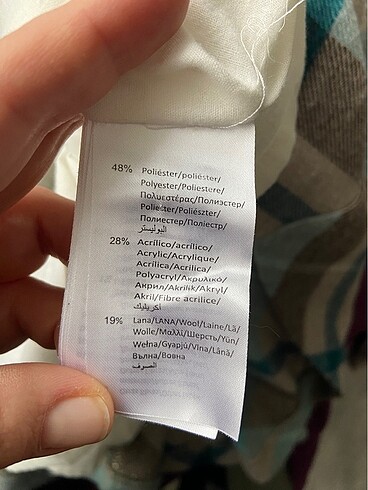 48% Poliéster/poliéster/
Polyester/Poliestere/
Πολυεστέρας/Полиэстер/
Poliester/Poliészter/
Полиестер/Поліестр/
البوليستر
28% Acrílico/acrílico/
Acrylic/Acrylique/
Acrílica/Acrilica/
Polyacryl/Ακρυλικό/
Акрил/Akrilik/Akryl/
Akril/Fibre acrilice/
أكريليك
19% Lana/LANA/Wool/Laine/Lã/
Wolle/Μαλλί/Шерсть/Yün/
Wełna/Gyapjú/Vlna/Lână/
Вълна/Вовна
الصوف